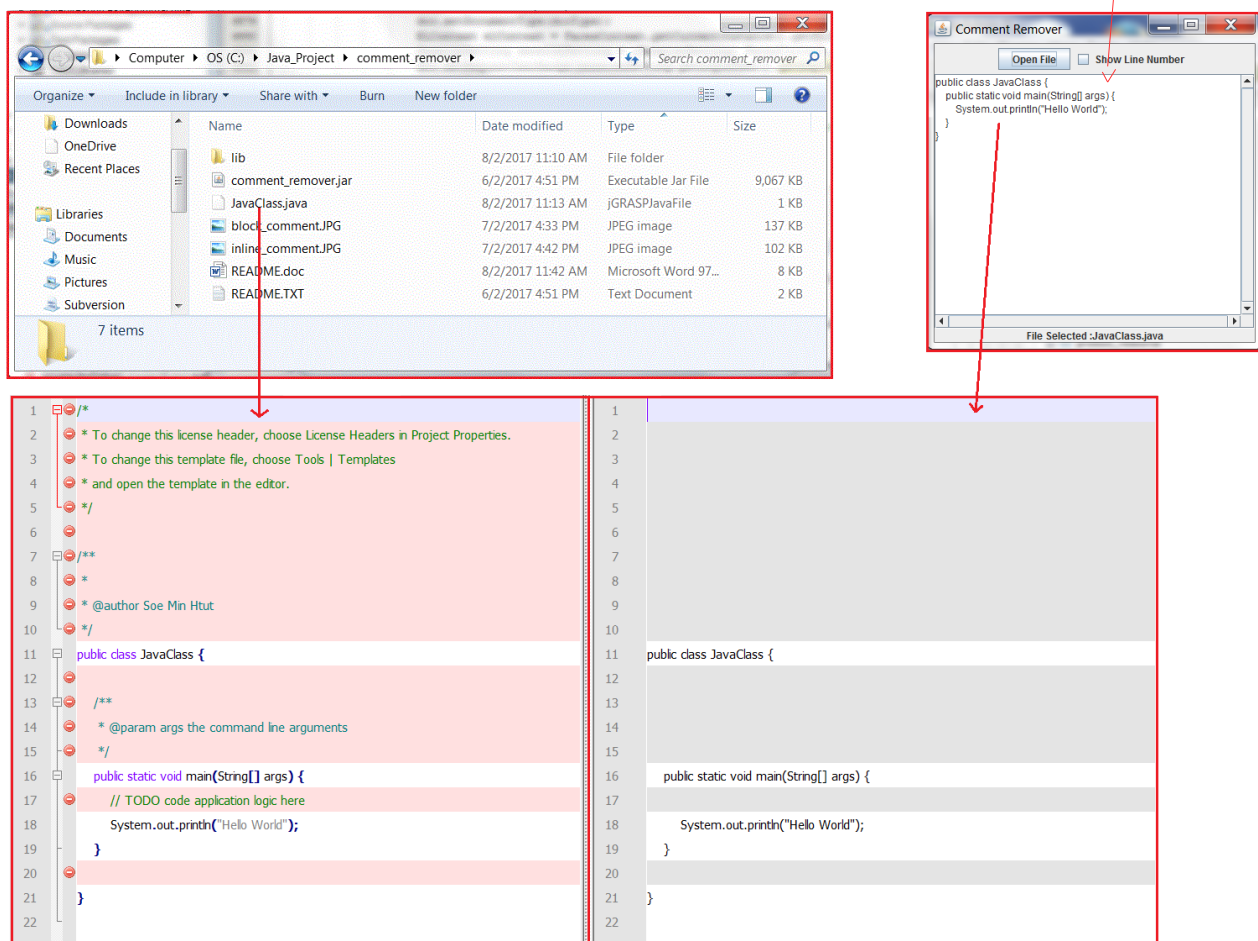 Computer ▸ OS (C:) ▸ Java_Project ▸ comment_remover ▸
Search comment_remover
Organize ▾ Include in library ▾ Share with ▾ Burn New folder
Downloads
OneDrive
Recent Places
Libraries
Documents
Music
Pictures
Subversion
Name Date modified Type Size
lib 8/2/2017 11:10 AM File folder
comment_remover.jar 6/2/2017 4:51 PM Executable Jar File 9,067 KB
JavaClass.java 8/2/2017 11:13 AM jGRASPJavaFile 1 KB
block_comment.JPG 7/2/2017 4:33 PM JPEG image 137 KB
inline_comment.JPG 7/2/2017 4:42 PM JPEG image 102 KB
README.doc 8/2/2017 11:42 AM Microsoft Word 97... 8 KB
README.TXT 6/2/2017 4:51 PM Text Document 2 KB
7 items
Comment Remover
Open File Show Line Number
public class JavaClass {
public static void main(String[] args) {
System.out.println("Hello World");
}
}
File Selected :JavaClass.java
1 /*
2 * To change this license header, choose License Headers in Project Properties.
3 * To change this template file, choose Tools | Templates
4 * and open the template in the editor.
5 */
6
7 /**
8 *
9 * @author Soe Min Htut
10 */
11 public class JavaClass {
12
13 /**
14 * @param args the command line arguments
15 */
16 public static void main(String[] args) {
17 // TODO code application logic here
18 System.out.println("Hello World");
19 }
20
21 }
22
1
2
3
4
5
6
7
8
9
10
11 public class JavaClass {
12
13
14
15
16 public static void main(String[] args) {
17
18 System.out.println("Hello World");
19 }
20
21 }
22